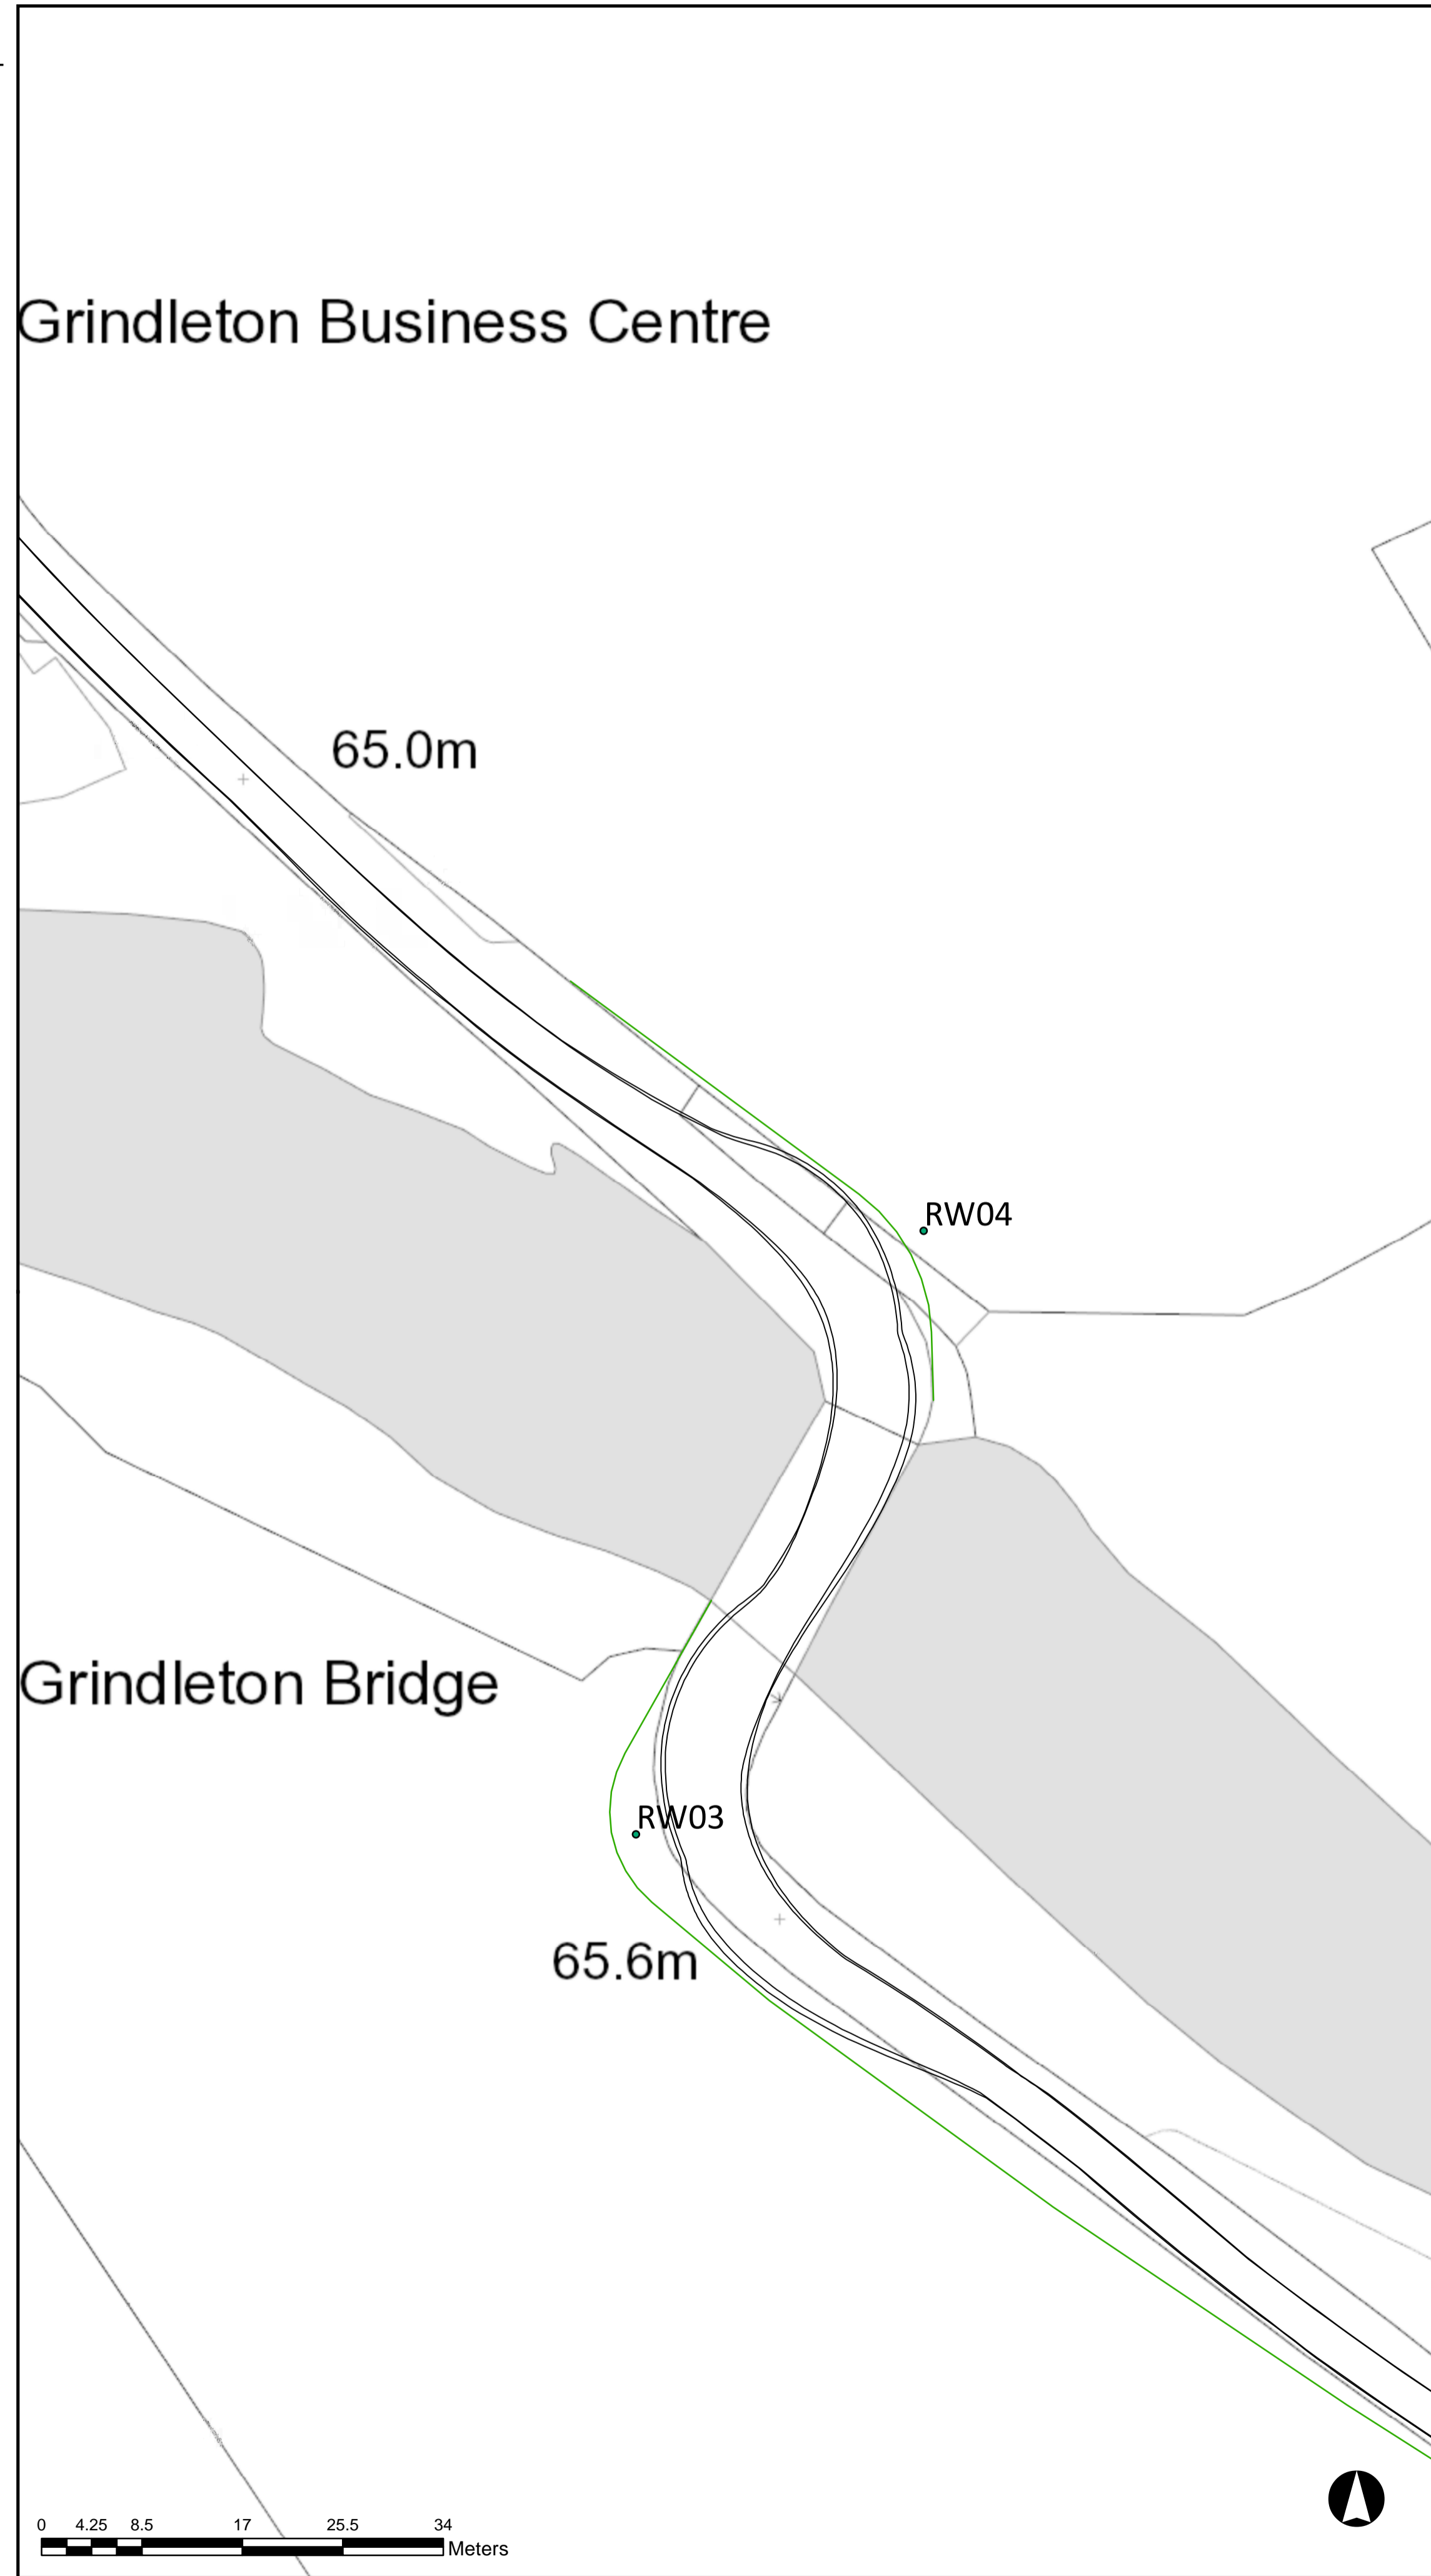 Grindleton Business Centre
65.0m
RW04
Grindleton Bridge
RW03
65.6m
0 4.25 8.5 17 25.5 34
Meters